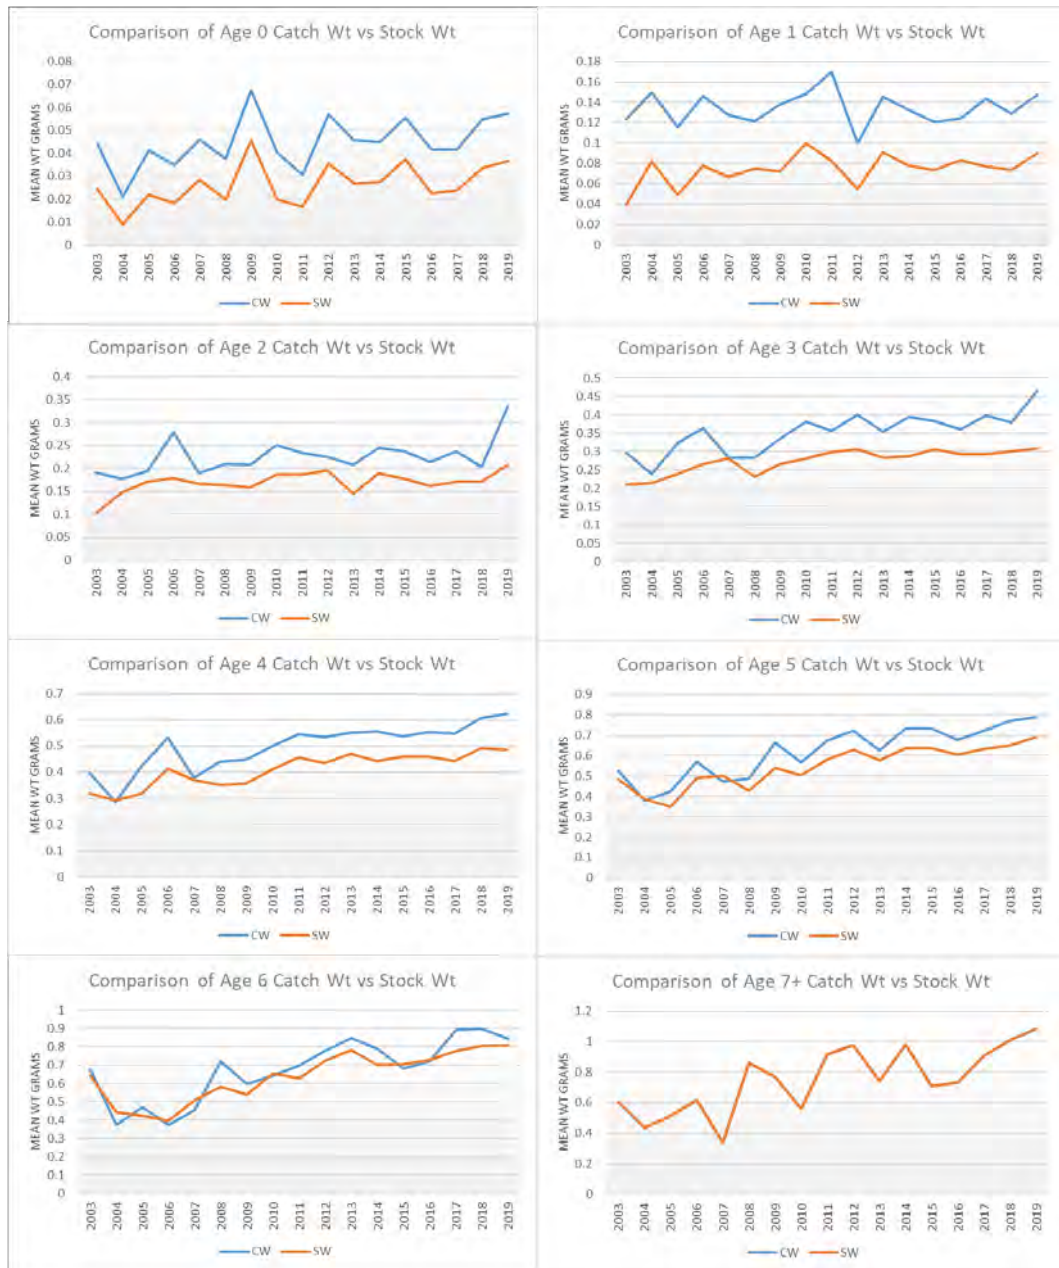 Comparison of Age 0 Catch Wt vs Stock Wt
MEAN WT GRAMS
0.08
0.07
0.06
0.05
0.04
0.03
0.02
0.01
0
2003 2004 2005 2006 2007 2008 2009 2010 2011 2012 2013 2014 2015 2016 2017 2018 2019
CW SW
Comparison of Age 1 Catch Wt vs Stock Wt
MEAN WT GRAMS
0.18
0.16
0.14
0.12
0.1
0.08
0.06
0.04
0.02
0
2003 2004 2005 2006 2007 2008 2009 2010 2011 2012 2013 2014 2015 2016 2017 2018 2019
CW SW
Comparison of Age 2 Catch Wt vs Stock Wt
MEAN WT GRAMS
0.4
0.35
0.3
0.25
0.2
0.15
0.1
0.05
0
2003 2004 2005 2006 2007 2008 2009 2010 2011 2012 2013 2014 2015 2016 2017 2018 2019
CW SW
Comparison of Age 3 Catch Wt vs Stock Wt
MEAN WT GRAMS
0.5
0.45
0.4
0.35
0.3
0.25
0.2
0.15
0.1
0.05
0
2003 2004 2005 2006 2007 2008 2009 2010 2011 2012 2013 2014 2015 2016 2017 2018 2019
CW SW
Comparison of Age 4 Catch Wt vs Stock Wt
MEAN WT GRAMS
0.7
0.6
0.5
0.4
0.3
0.2
0.1
0
2003 2004 2005 2006 2007 2008 2009 2010 2011 2012 2013 2014 2015 2016 2017 2018 2019
CW SW
Comparison of Age 5 Catch Wt vs Stock Wt
MEAN WT GRAMS
0.9
0.8
0.7
0.6
0.5
0.4
0.3
0.2
0.1
0
2003 2004 2005 2006 2007 2008 2009 2010 2011 2012 2013 2014 2015 2016 2017 2018 2019
CW SW
Comparison of Age 6 Catch Wt vs Stock Wt
MEAN WT GRAMS
1
0.9
0.8
0.7
0.6
0.5
0.4
0.3
0.2
0.1
0
2003 2004 2005 2006 2007 2008 2009 2010 2011 2012 2013 2014 2015 2016 2017 2018 2019
CW SW
Comparison of Age 7+ Catch Wt vs Stock Wt
MEAN WT GRAMS
1.2
1
0.8
0.6
0.4
0.2
0
2003 2004 2005 2006 2007 2008 2009 2010 2011 2012 2013 2014 2015 2016 2017 2018 2019
CW SW